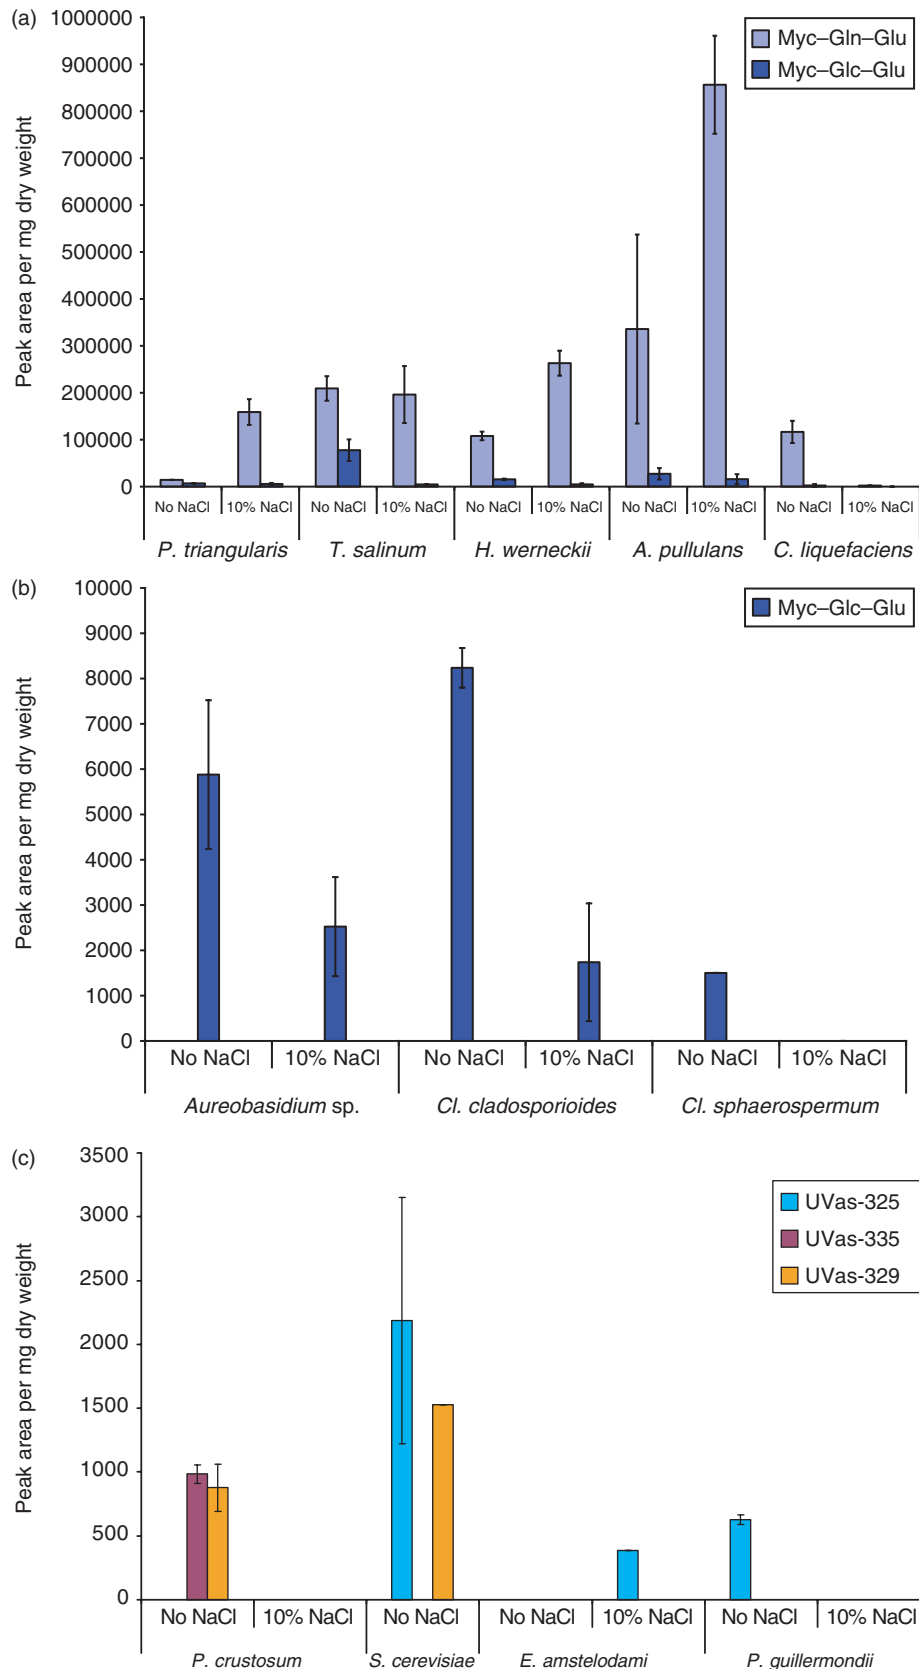 (a)
Peak area per mg dry weight
1000000
900000
800000
700000
600000
500000
400000
300000
200000
100000
0
Myc–Gln–Glu
Myc–Glc–Glu
No NaCl 10% NaCl No NaCl 10% NaCl No NaCl 10% NaCl No NaCl 10% NaCl No NaCl 10% NaCl
P. triangularis T. salinum H. werneckii A. pullulans C. liquefaciens
(b)
Peak area per mg dry weight
10000
9000
8000
7000
6000
5000
4000
3000
2000
1000
0
Myc–Glc–Glu
No NaCl 10% NaCl No NaCl 10% NaCl No NaCl 10% NaCl
Aureobasidium sp. Cl. cladosporioides Cl. sphaerospermum
(c)
Peak area per mg dry weight
3500
3000
2500
2000
1500
1000
500
0
UVas-325
UVas-335
UVas-329
No NaCl 10% NaCl No NaCl No NaCl 10% NaCl No NaCl 10% NaCl
P. crustosum S. cerevisiae E. amstelodami P. guillermondii